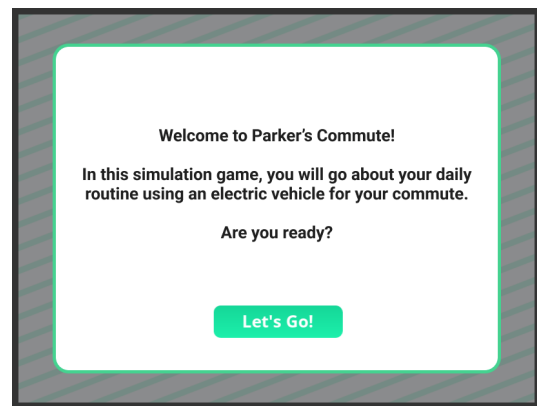 Welcome to Parker’s Commute!
In this simulation game, you will go about your daily
routine using an electric vehicle for your commute.
Are you ready?
Let's Go!